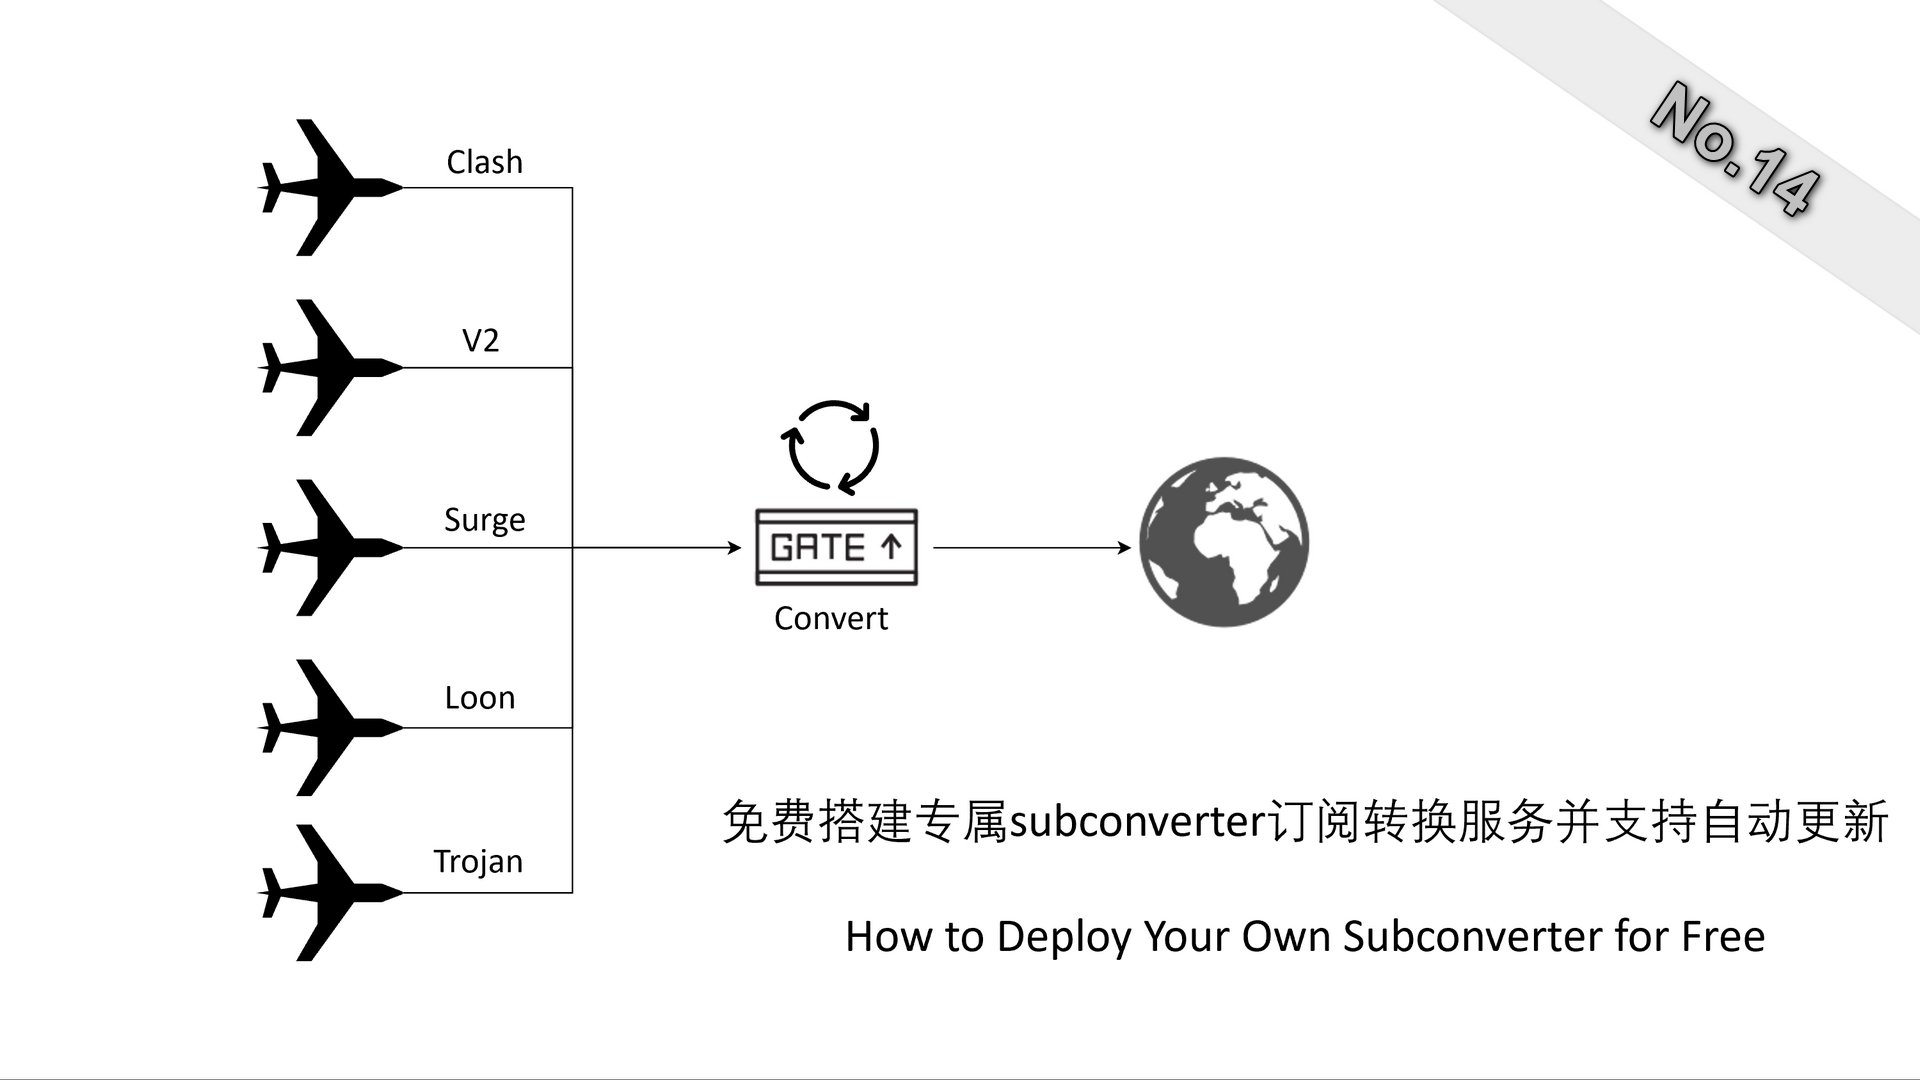 No.14
Clash
V2
Surge
GATE ↑
Convert
Loon
Trojan
免费搭建专属subconverter订阅转换服务并支持自动更新
How to Deploy Your Own Subconverter for Free